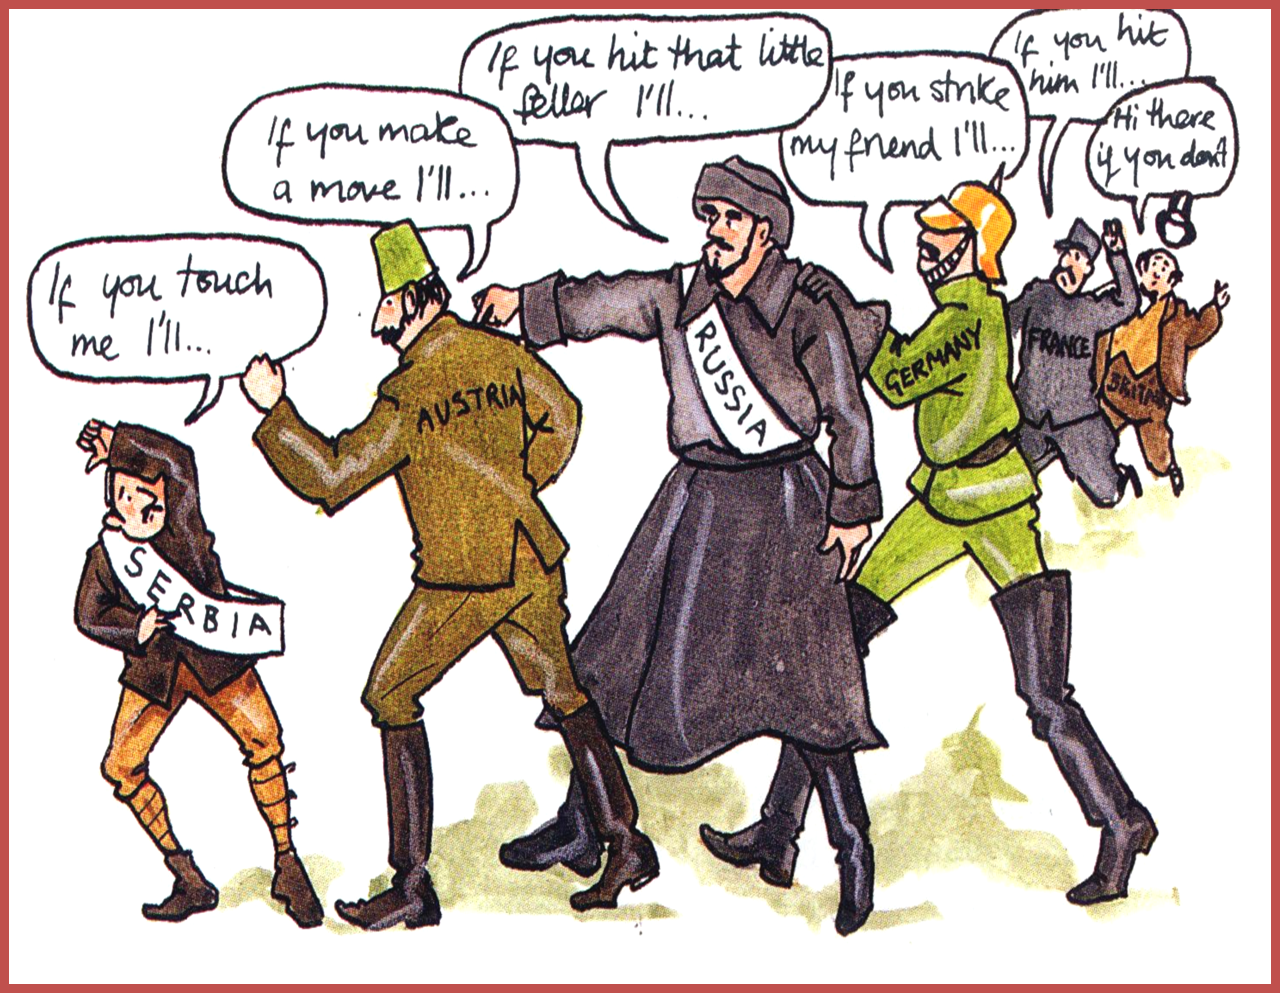 If you touch
me I'll...
If you make
a move I'll...
If you hit that little
feller I'll...
If you strike
my friend I'll...
If you hit
him I'll...
Hi there
if you don't
SERBIA
AUSTRIA
RUSSIA
GERMANY
FRANCE